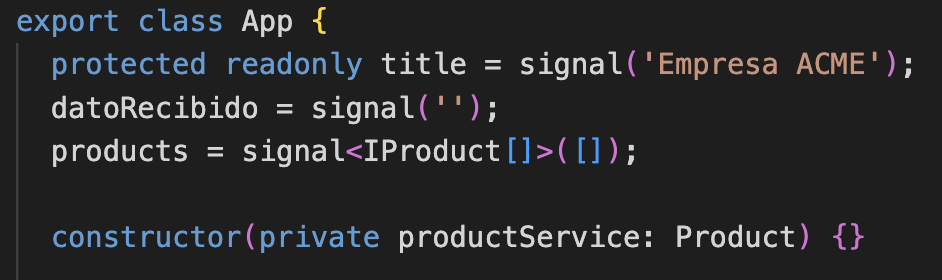 export class App {
protected readonly title = signal('Empresa ACME');
datoRecibido = signal('');
products = signal<IProduct[]>([]);
constructor(private productService: Product) {}